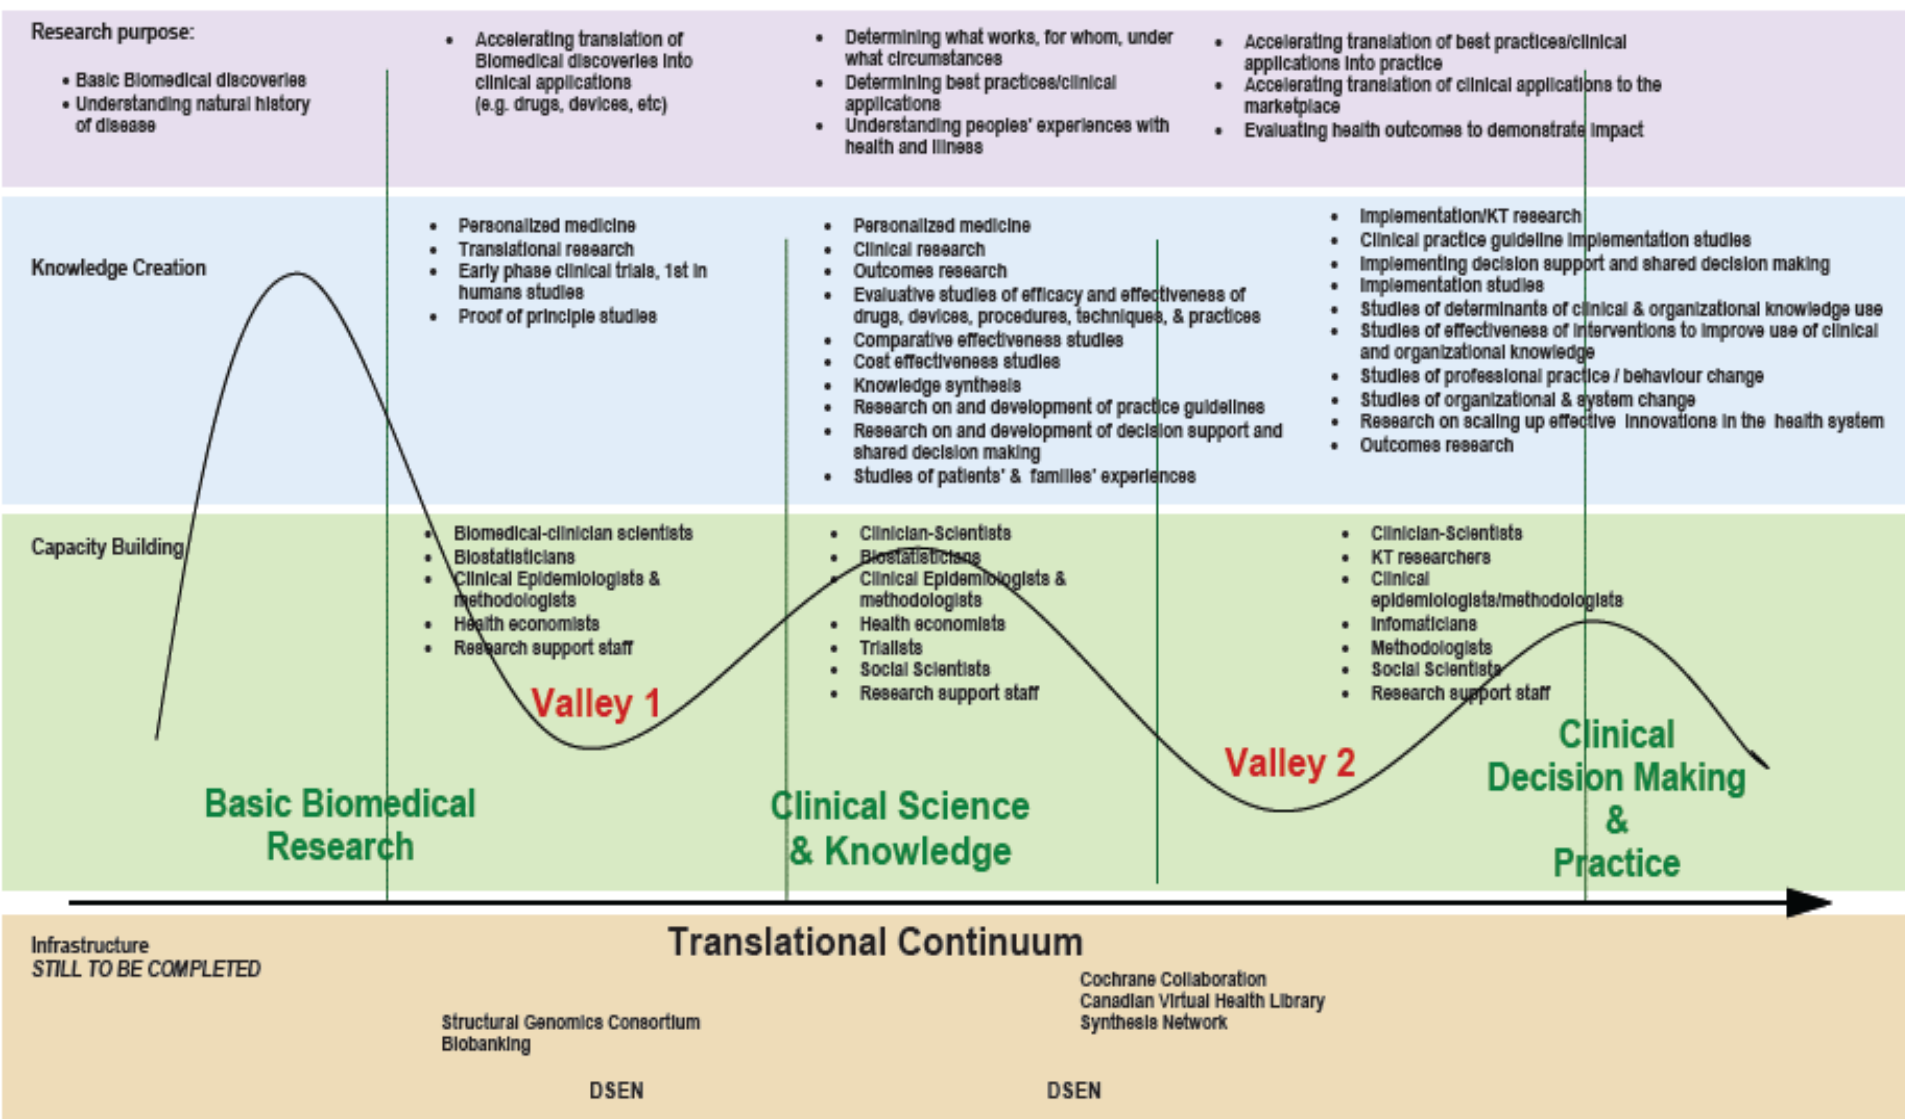 Research purpose:
• Basic Biomedical discoveries
• Understanding natural history
of disease
• Accelerating translation of
Biomedical discoveries into
clinical applications
(e.g. drugs, devices, etc)
• Determining what works, for whom, under
what circumstances
• Determining best practices/clinical
applications
• Understanding peoples' experiences with
health and illness
• Accelerating translation of best practices/clinical
applications into practice
• Accelerating translation of clinical applications to the
marketplace
• Evaluating health outcomes to demonstrate impact
Knowledge Creation
• Personalized medicine
• Translational research
• Early phase clinical trials, 1st in
humans studies
• Proof of principle studies
• Personalized medicine
• Clinical research
• Outcomes research
• Evaluative studies of efficacy and effectiveness of
drugs, devices, procedures, techniques, & practices
• Comparative effectiveness studies
• Cost effectiveness studies
• Knowledge synthesis
• Research on and development of practice guidelines
• Research on and development of decision support and
shared decision making
• Studies of patients' & families' experiences
• Implementation/KT research
• Clinical practice guideline implementation studies
• Implementing decision support and shared decision making
• Implementation studies
• Studies of determinants of clinical & organizational knowledge use
• Studies of effectiveness of interventions to improve use of clinical
and organizational knowledge
• Studies of professional practice / behaviour change
• Studies of organizational & system change
• Research on scaling up effective innovations in the health system
• Outcomes research
Capacity Building
• Biomedical-clinician scientists
• Biostatisticians
• Clinical Epidemiologists &
methodologists
• Health economists
• Research support staff
• Clinician-Scientists
• Biostatisticians
• Clinical Epidemiologists &
methodologists
• Health economists
• Trialists
• Social Scientists
• Research support staff
• Clinician-Scientists
• KT researchers
• Clinical
epidemiologists/methodologists
• Infomaticians
• Methodologists
• Social Scientists
• Research support staff
Valley 1
Valley 2
Basic Biomedical
Research
Clinical Science
& Knowledge
Clinical
Decision Making
&
Practice
Translational Continuum
Infrastructure
STILL TO BE COMPLETED
Structural Genomics Consortium
Biobanking
DSEN
Cochrane Collaboration
Canadian Virtual Health Library
Synthesis Network
DSEN